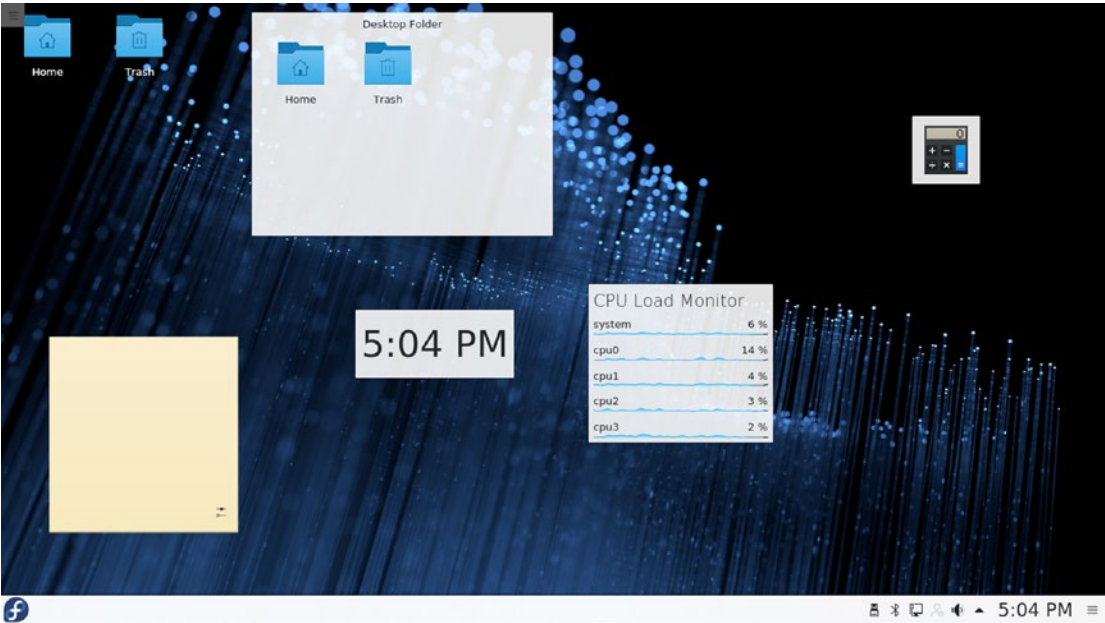 Desktop Folder
Home
Trash
Home
Trash
0
5:04 PM
CPU Load Monitor
system 6 %
cpu0 14 %
cpu1 4 %
cpu2 3 %
cpu3 2 %
5:04 PM